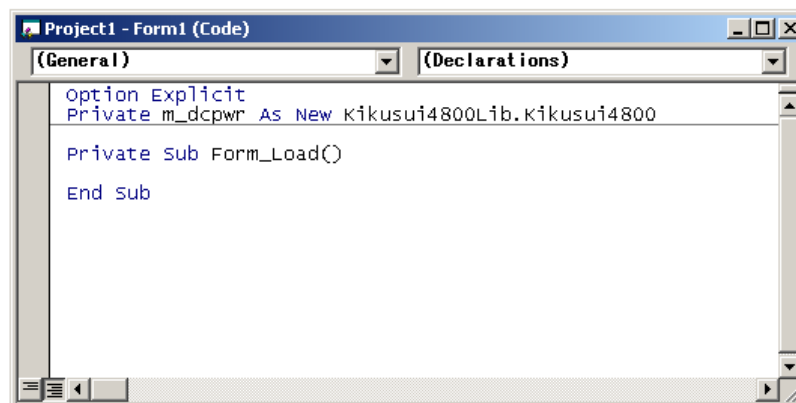 Project1 - Form1 (Code)
(General) (Declarations)
Option Explicit
Private m_dcpwr As New Kikusui4800Lib.Kikusui4800
Private Sub Form_Load()
End Sub